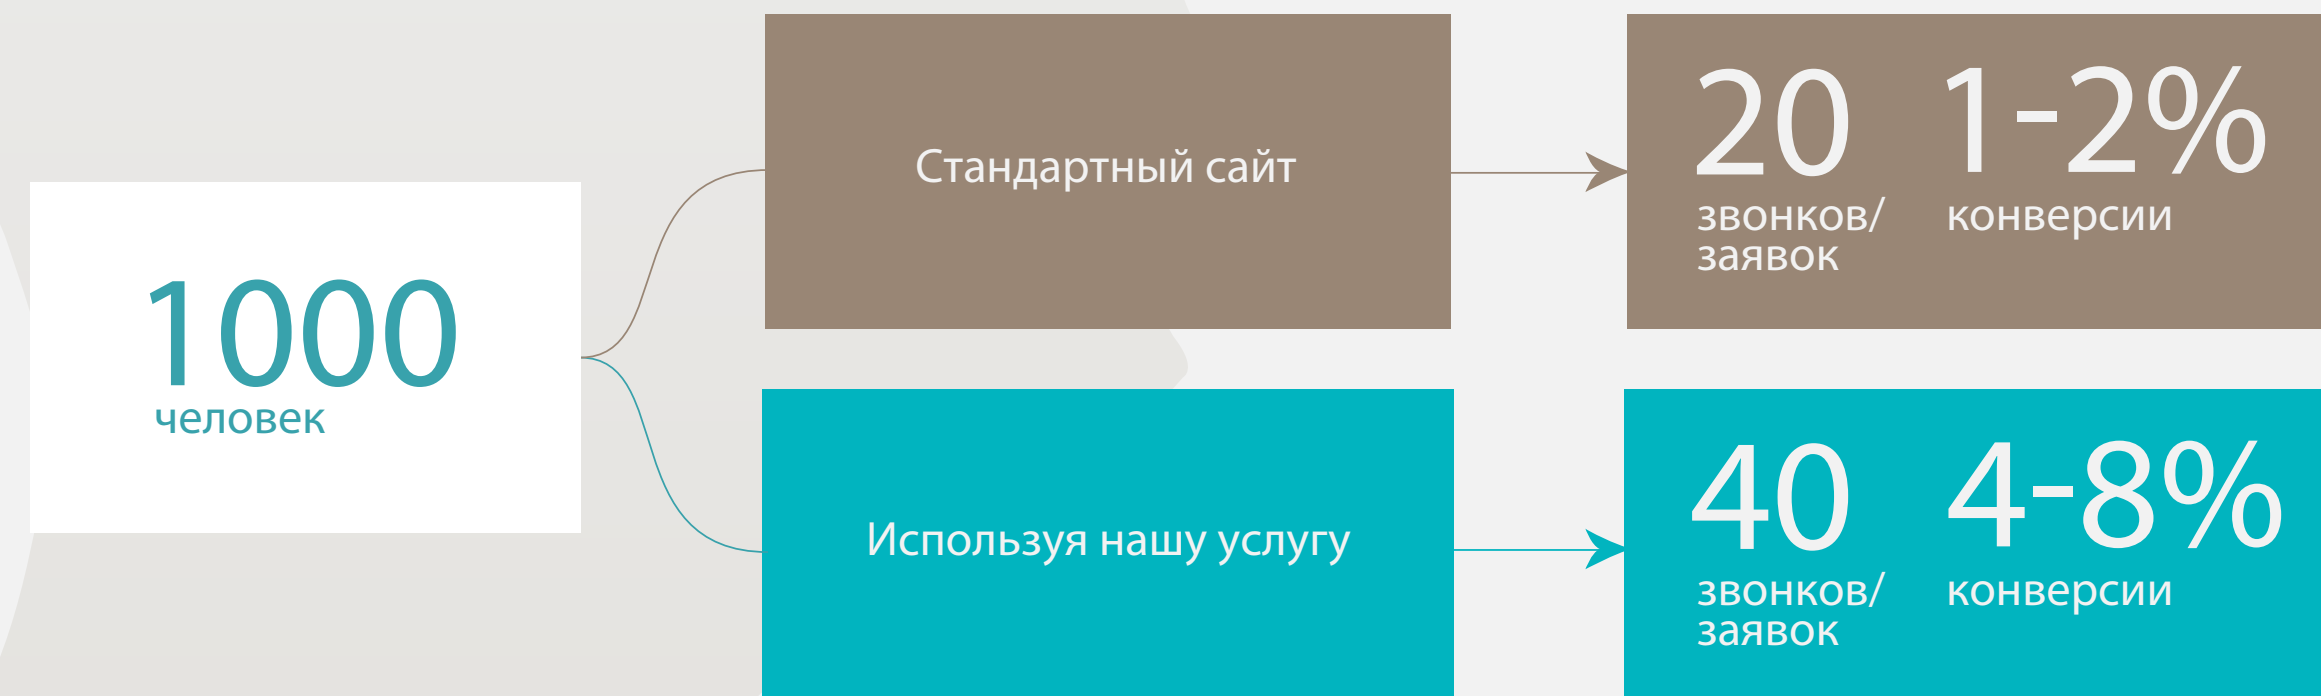 1000
человек
Стандартный сайт
20
звонков/
заявок
1-2%
конверсии
Используя нашу услугу
40
звонков/
заявок
4-8%
конверсии